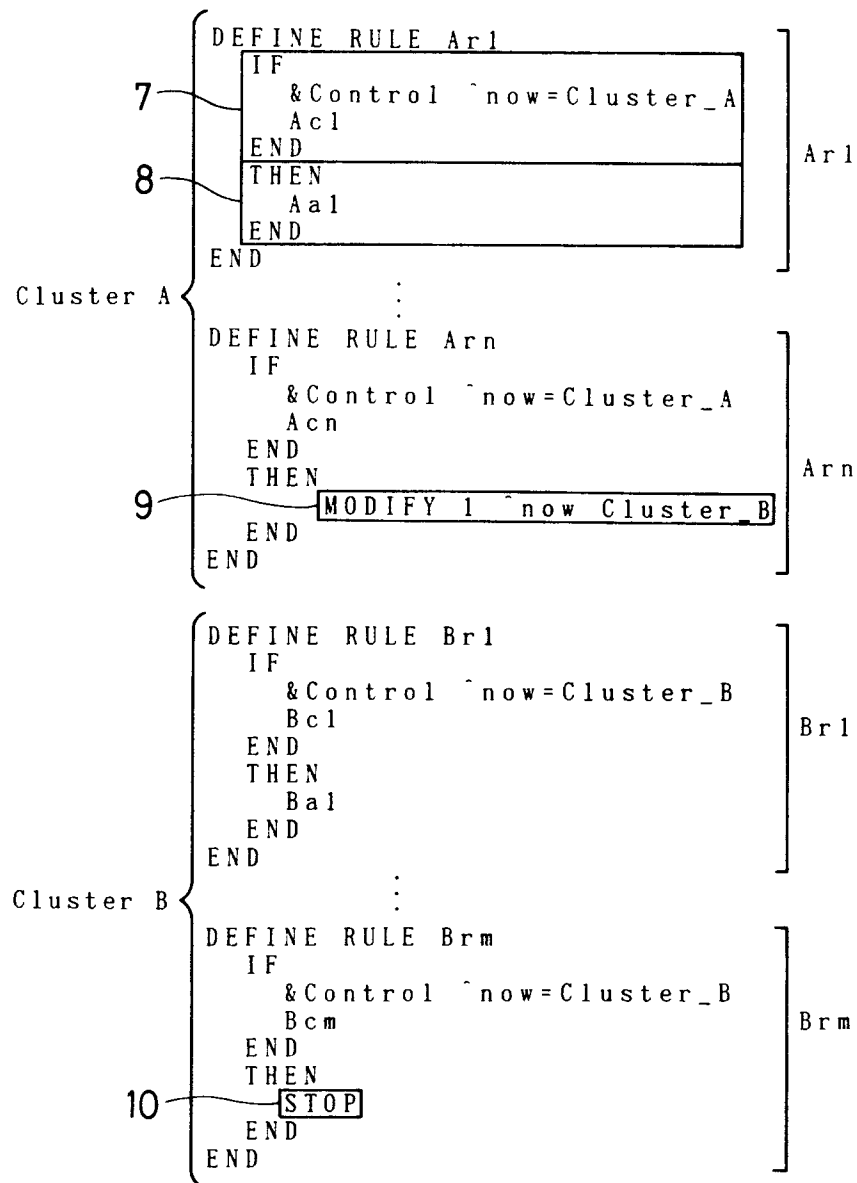 DEFINE RULE Ar1
IF
7
&Control ^now=Cluster_A
Ac1
END
Ar1
8
THEN
Aa1
END
END
Cluster A
⋮
DEFINE RULE Arn
IF
&Control ^now=Cluster_A
Acn
END
THEN
Arn
9
MODIFY 1 ^now Cluster_B
END
END
DEFINE RULE Br1
IF
&Control ^now=Cluster_B
Bc1
Br1
END
THEN
Ba1
END
END
Cluster B
⋮
DEFINE RULE Brm
IF
&Control ^now=Cluster_B
Bcm
Brm
END
THEN
10
STOP
END
END